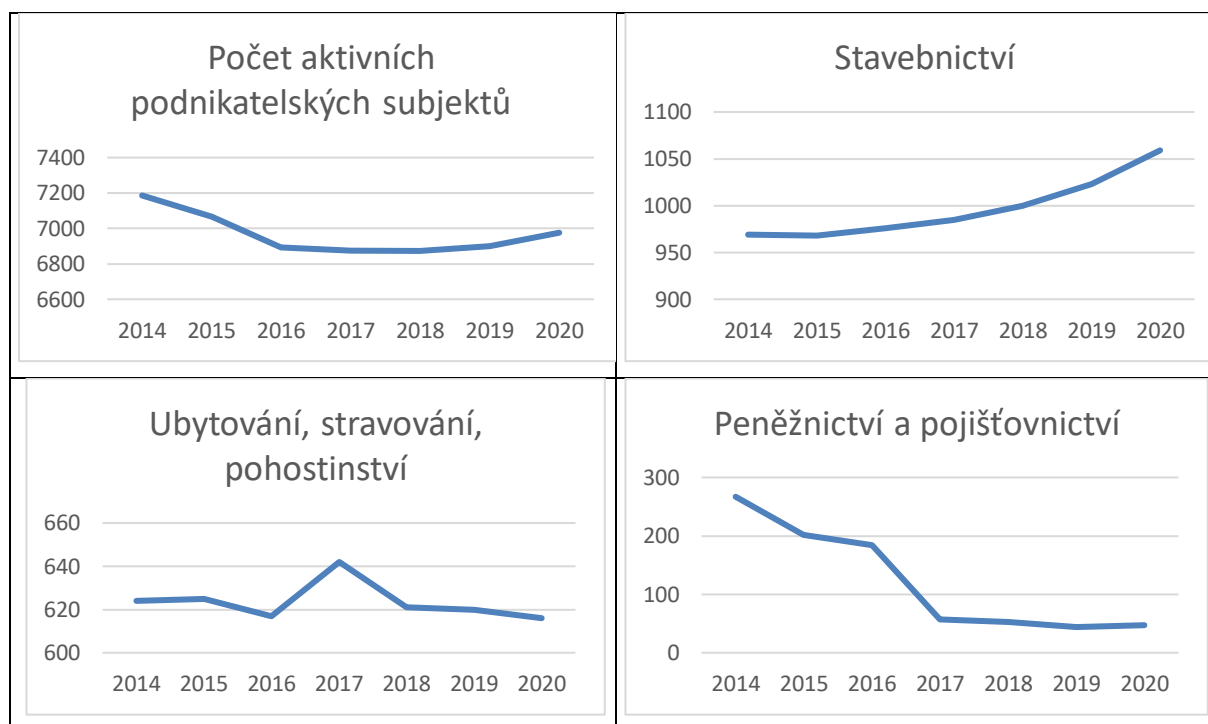 Počet aktivních
podnikatelských subjektů
7400
7200
7000
6800
6600
2014 2015 2016 2017 2018 2019 2020
Stavebnictví
1100
1050
1000
950
900
2014 2015 2016 2017 2018 2019 2020
Ubytování, stravování,
pohostinství
660
640
620
600
2014 2015 2016 2017 2018 2019 2020
Peněžnictví a pojišťovnictví
300
200
100
0
2014 2015 2016 2017 2018 2019 2020